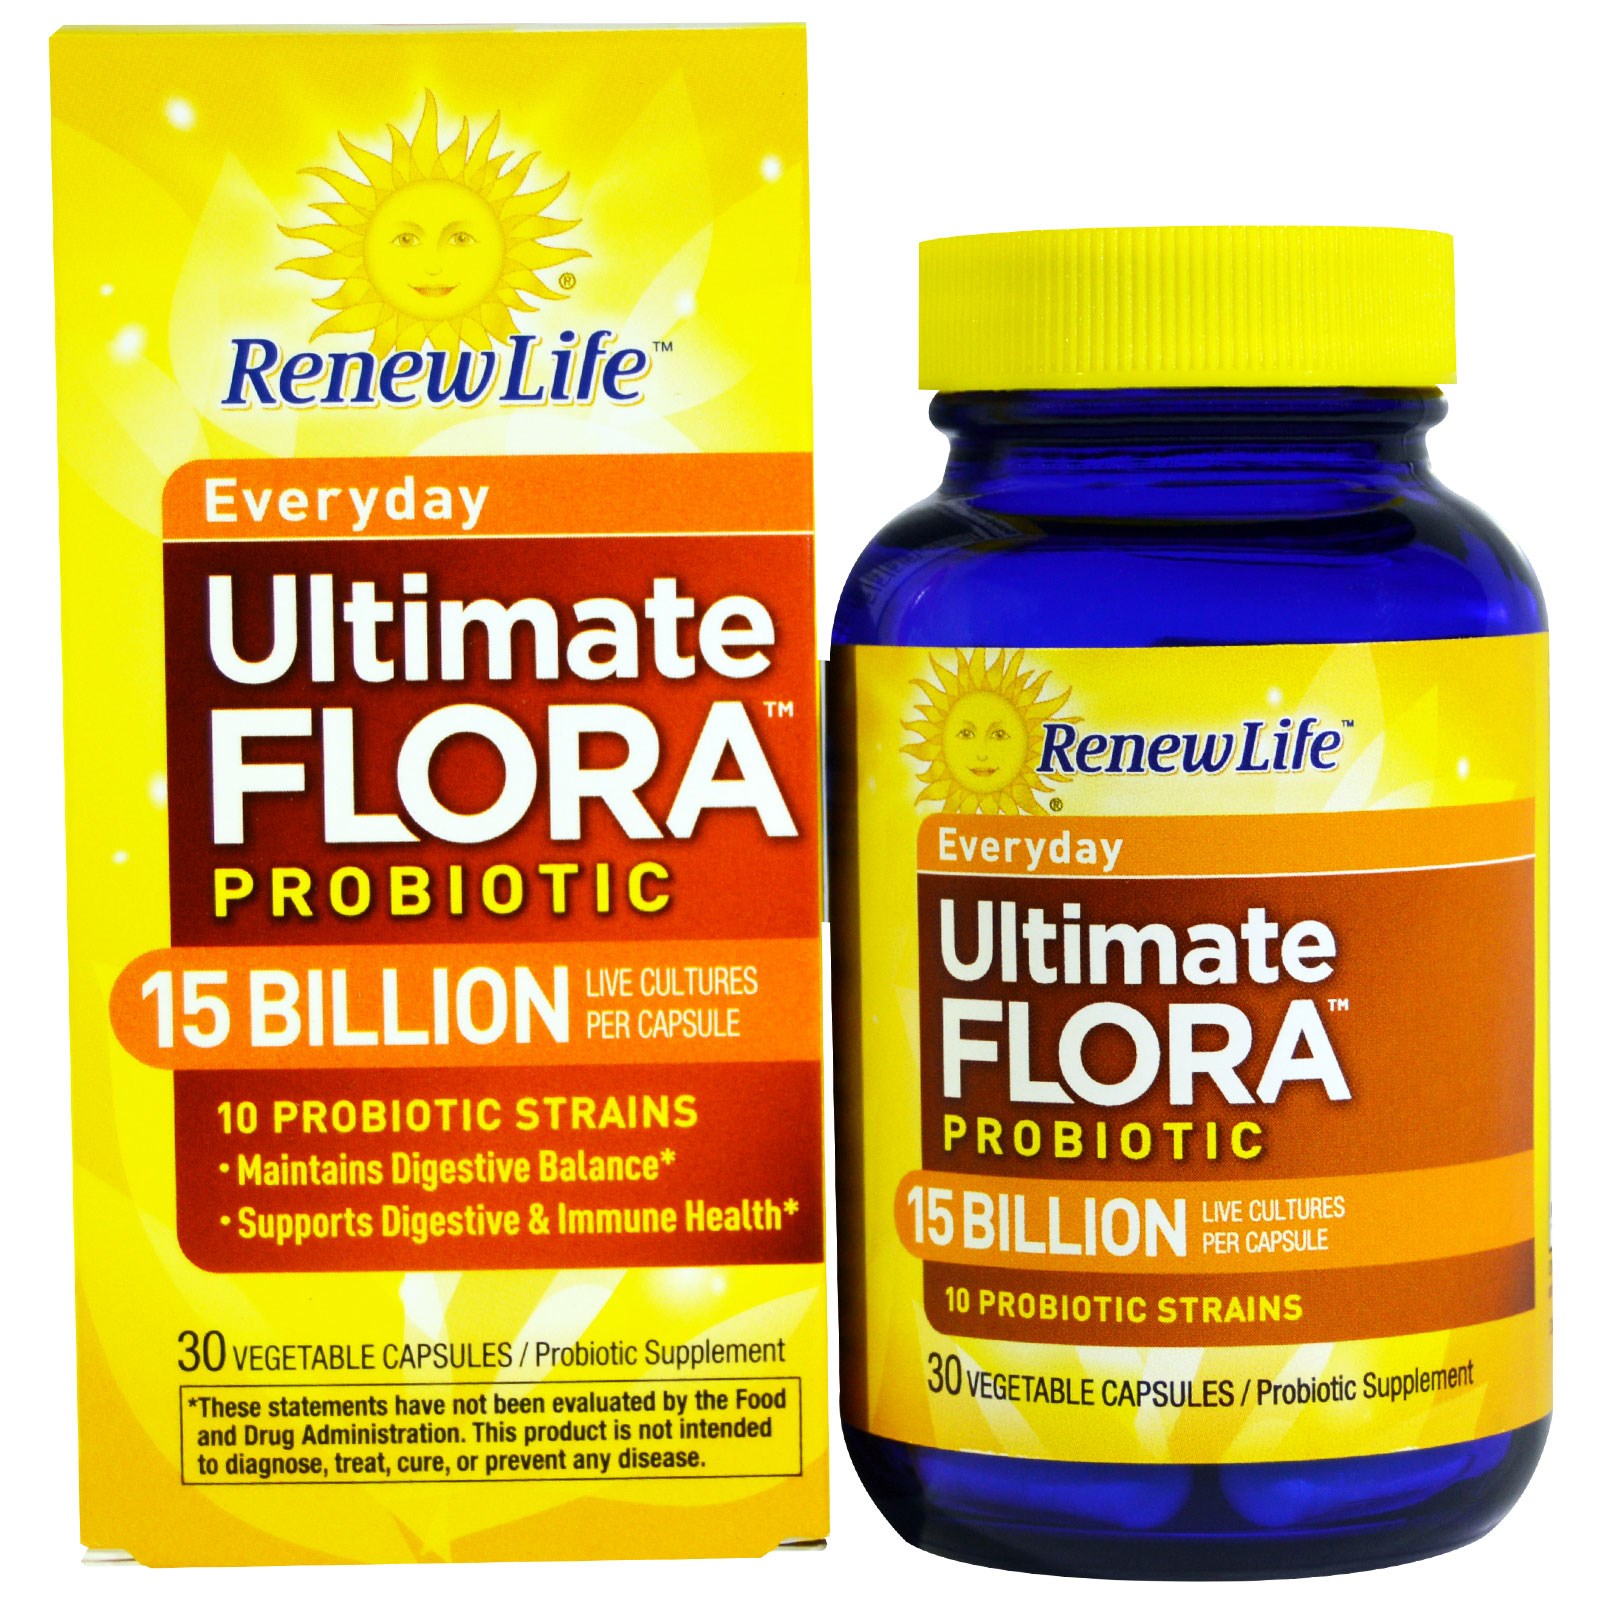 RenewLife™
®
Everyday
Ultimate
FLORA™
PROBIOTIC
15 BILLION LIVE CULTURES
PER CAPSULE
10 PROBIOTIC STRAINS
• Maintains Digestive Balance*
• Supports Digestive & Immune Health*
30 VEGETABLE CAPSULES / Probiotic Supplement
*These statements have not been evaluated by the Food
and Drug Administration. This product is not intended
to diagnose, treat, cure, or prevent any disease.
RenewLife™
®
Everyday
Ultimate
FLORA™
PROBIOTIC
15 BILLION LIVE CULTURES
PER CAPSULE
10 PROBIOTIC STRAINS
30 VEGETABLE CAPSULES / Probiotic Supplement